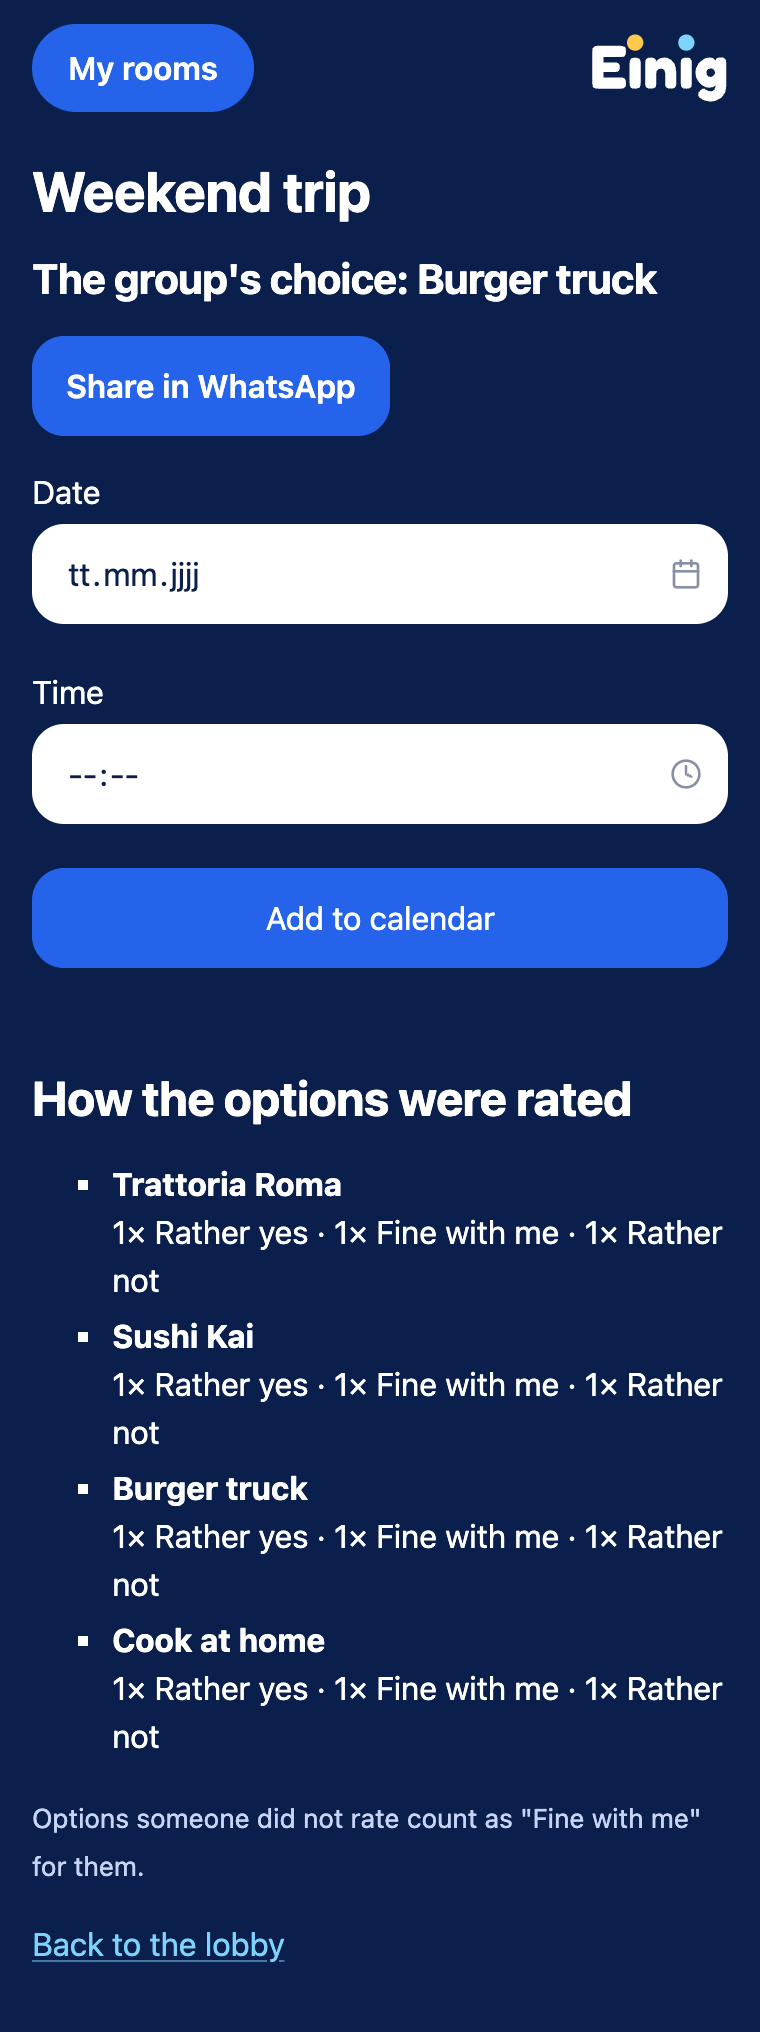 My rooms
Einig
Weekend trip
The group's choice: Burger truck
Share in WhatsApp
Date
tt.mm.jjjj
Time
--:--
Add to calendar
How the options were rated
Trattoria Roma
1× Rather yes · 1× Fine with me · 1× Rather
not
Sushi Kai
1× Rather yes · 1× Fine with me · 1× Rather
not
Burger truck
1× Rather yes · 1× Fine with me · 1× Rather
not
Cook at home
1× Rather yes · 1× Fine with me · 1× Rather
not
Options someone did not rate count as "Fine with me"
for them.
Back to the lobby